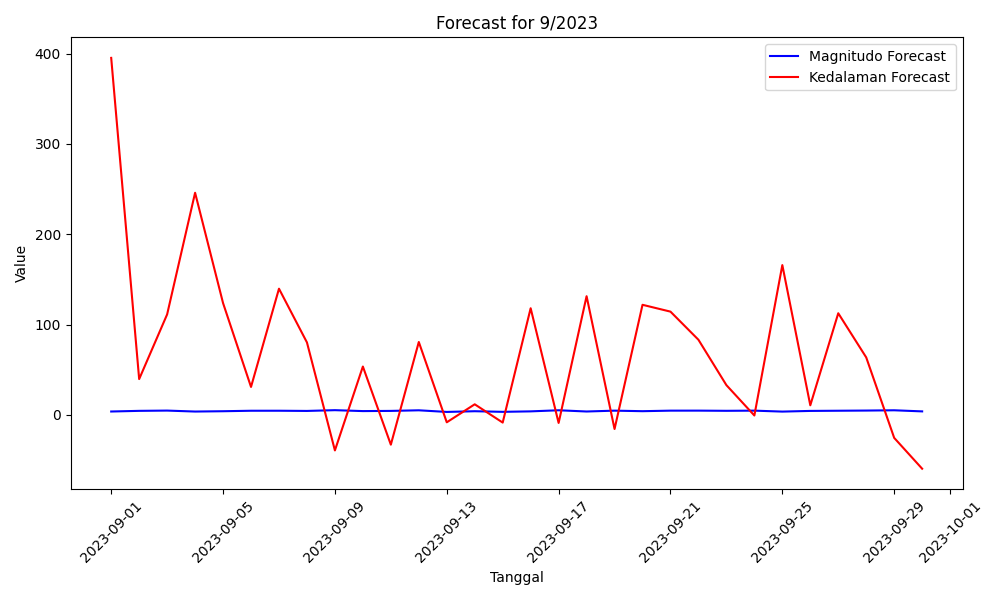 Forecast for 9/2023
Magnitudo Forecast
Kedalaman Forecast
Value
400
300
200
100
0
2023-09-01
2023-09-05
2023-09-09
2023-09-13
2023-09-17
2023-09-21
2023-09-25
2023-09-29
2023-10-01
Tanggal